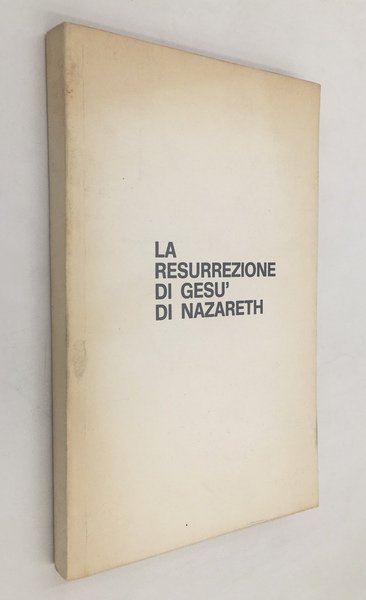 LA
RESURREZIONE
DI GESU'
DI NAZARETH